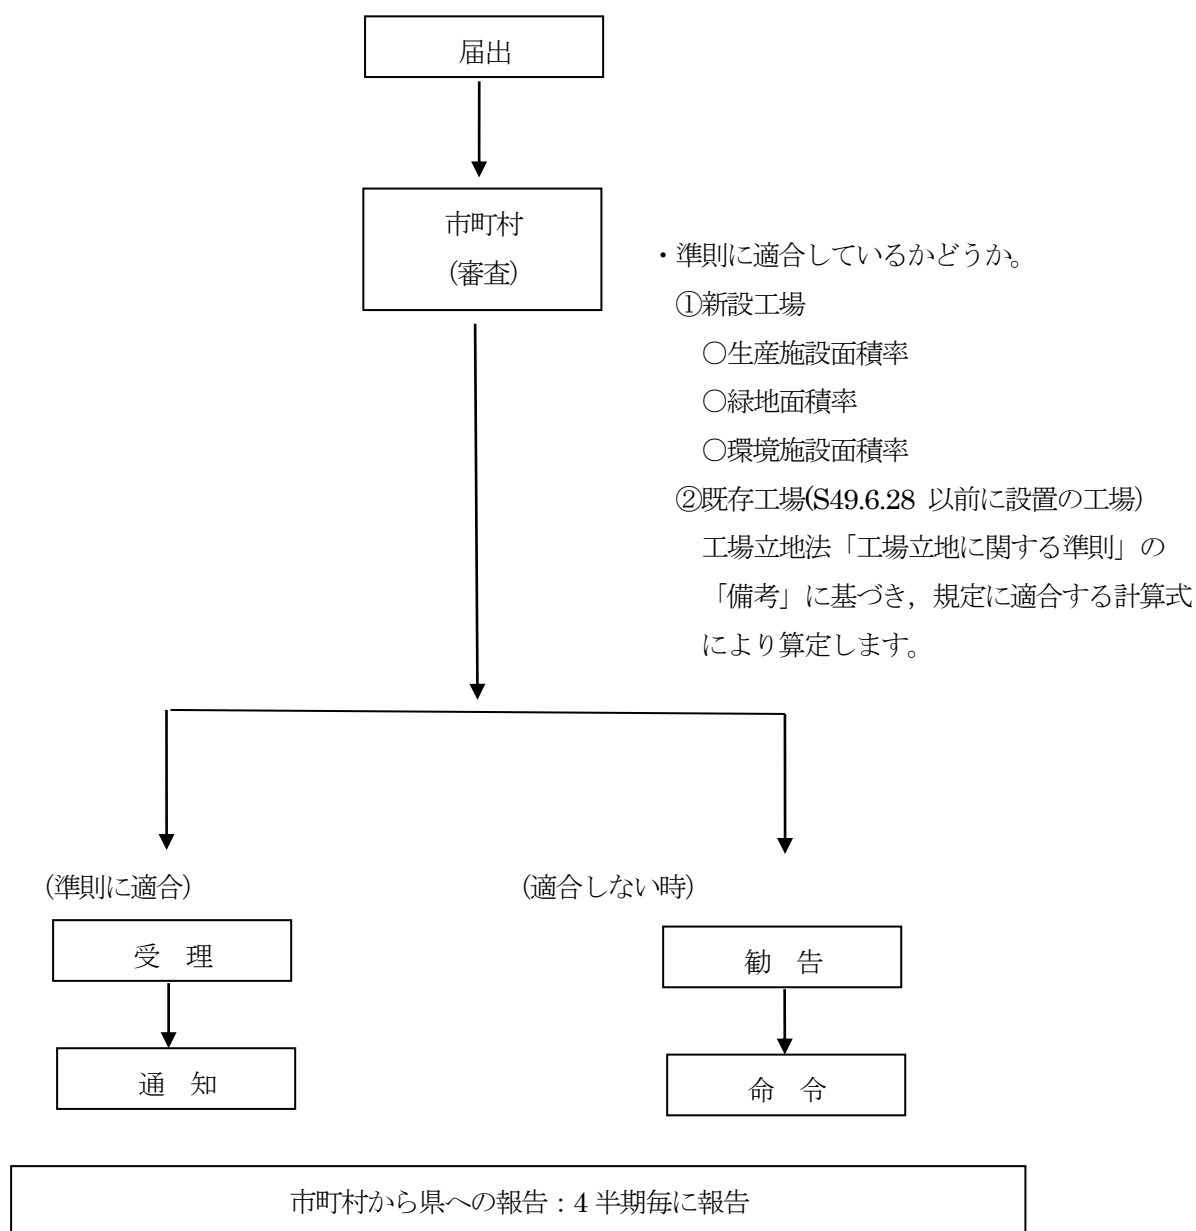 届出
市町村
(審査)
・準則に適合しているかどうか。
①新設工場
○生産施設面積率
○緑地面積率
○環境施設面積率
②既存工場(S49.6.28 以前に設置の工場)
工場立地法「工場立地に関する準則」の
「備考」に基づき，規定に適合する計算式
により算定します。
(準則に適合)
(適合しない時)
受　理
勧　告
通　知
命　令
市町村から県への報告：4 半期毎に報告